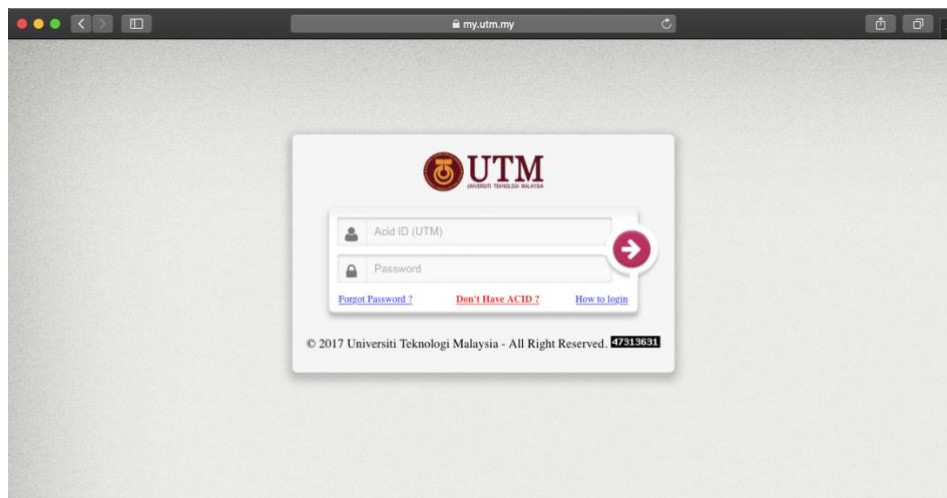 my.utm.my
UTM
UNIVERSITI TEKNOLOGI MALAYSIA
Acid ID (UTM)
Password
Forgot Password ? Don't Have ACID ? How to login
© 2017 Universiti Teknologi Malaysia - All Right Reserved. 47313631